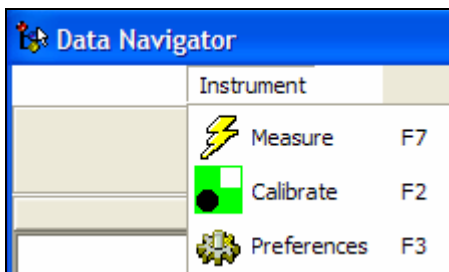 Data Navigator
Instrument
Measure F7
Calibrate F2
Preferences F3